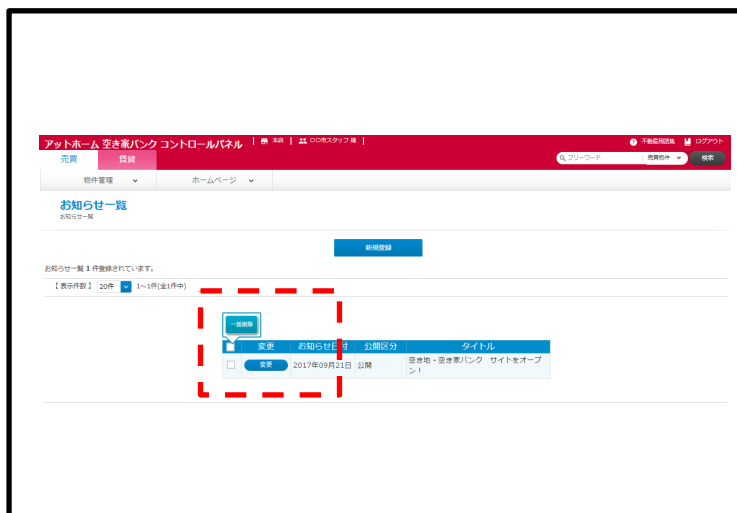 アットホーム 空き家バンク コントロールパネル | 本店 | 〇〇市スタッフ 様 | 不動産用語集 ログアウト
売買 賃貸 フリーワード 売買物件 検索
物件管理 ホームページ
お知らせ一覧
お知らせ一覧
新規登録
お知らせ一覧 1 件登録されています。
【 表示件数 】 20件 1～1件(全1件中)
一括削除
変更 お知らせ日付 公開区分 タイトル
変更 2017年09月21日 公開 空き地・空き家バンク サイトをオープ
ン！